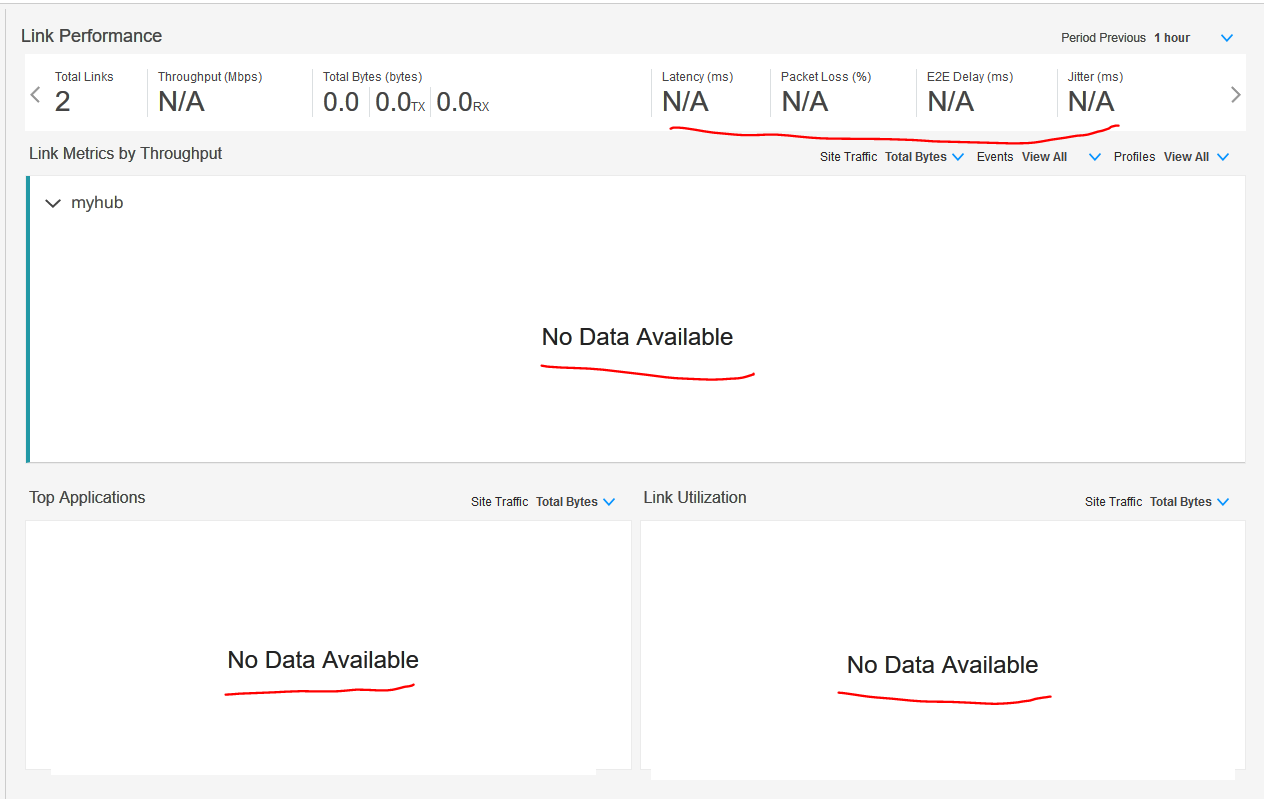 Link Performance
Period Previous 1 hour
Total Links Throughput (Mbps) Total Bytes (bytes) Latency (ms) Packet Loss (%) E2E Delay (ms) Jitter (ms)
2 N/A 0.0 0.0TX 0.0RX N/A N/A N/A N/A
Link Metrics by Throughput
Site Traffic Total Bytes Events View All Profiles View All
myhub
No Data Available
Top Applications
Site Traffic Total Bytes
Link Utilization
Site Traffic Total Bytes
No Data Available
No Data Available